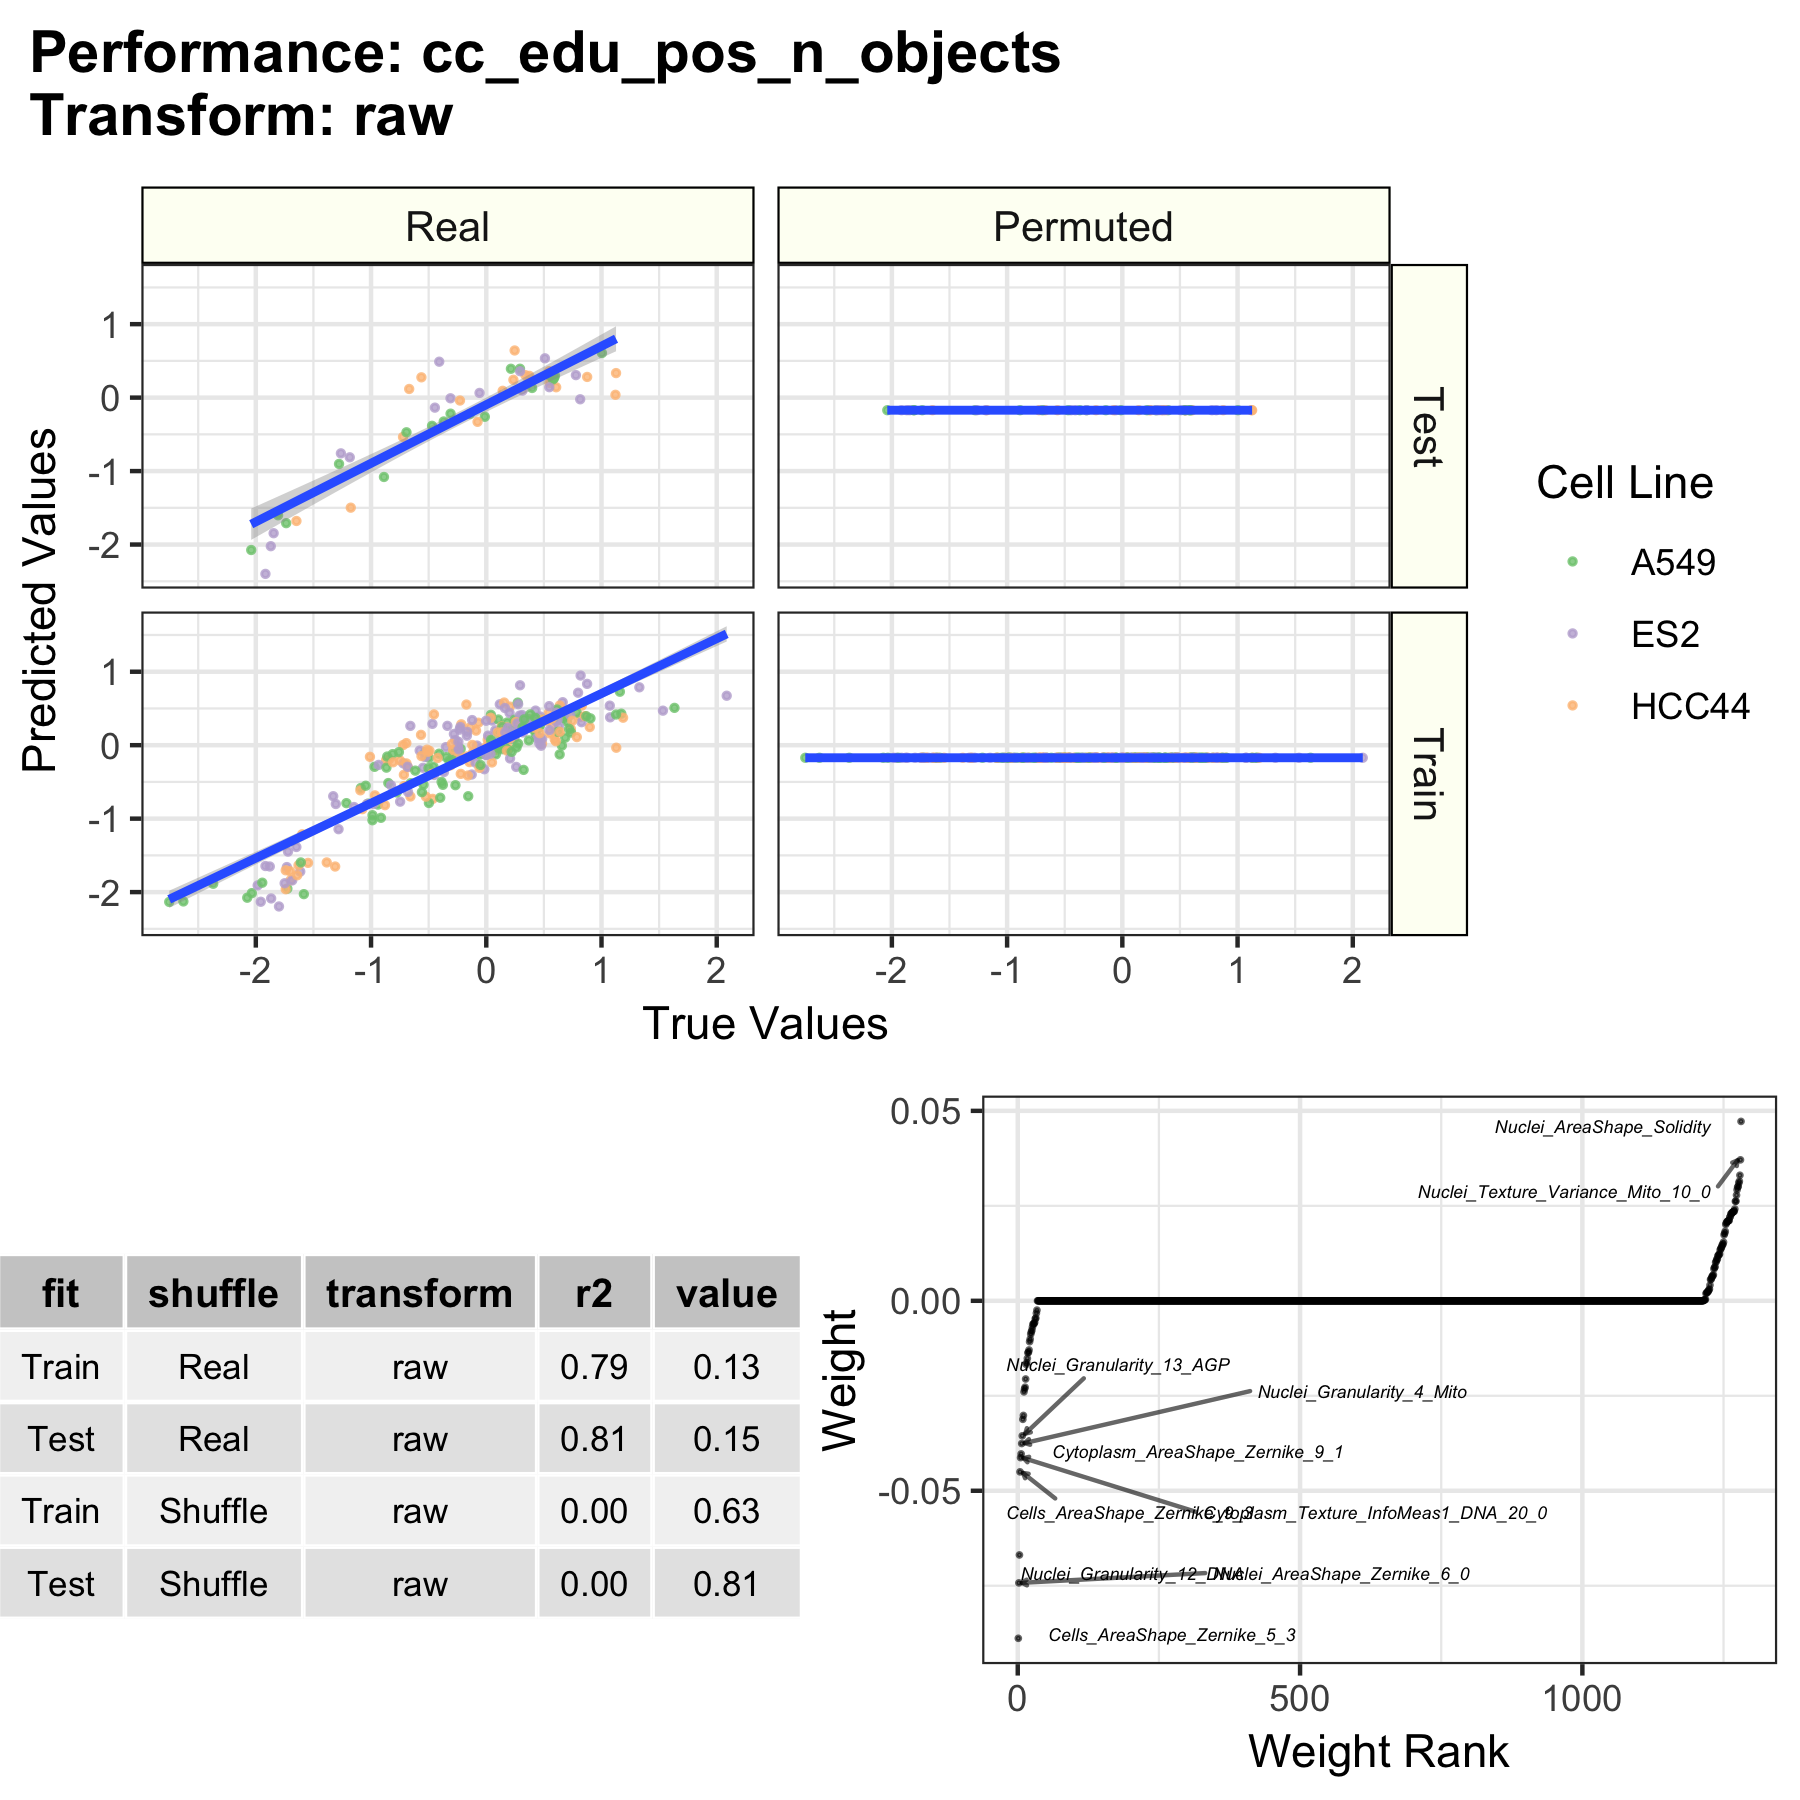 Performance: cc_edu_pos_n_objects
Transform: raw
Real
Permuted
Test
Train
1
0
-1
-2
1
0
-1
-2
Predicted Values
-2 -1 0 1 2
-2 -1 0 1 2
True Values
Cell Line
A549
ES2
HCC44
fit shuffle transform r2 value
Train Real raw 0.79 0.13
Test Real raw 0.81 0.15
Train Shuffle raw 0.00 0.63
Test Shuffle raw 0.00 0.81
Weight
0.05
0.00
-0.05
Nuclei_AreaShape_Solidity
Nuclei_Texture_Variance_Mito_10_0
Nuclei_Granularity_13_AGP
Nuclei_Granularity_4_Mito
Cytoplasm_AreaShape_Zernike_9_1
Cells_AreaShape_Zernike_9_3
Cytoplasm_Texture_InfoMeas1_DNA_20_0
Nuclei_Granularity_12_DNA
Nuclei_AreaShape_Zernike_6_0
Cells_AreaShape_Zernike_5_3
0 500 1000
Weight Rank